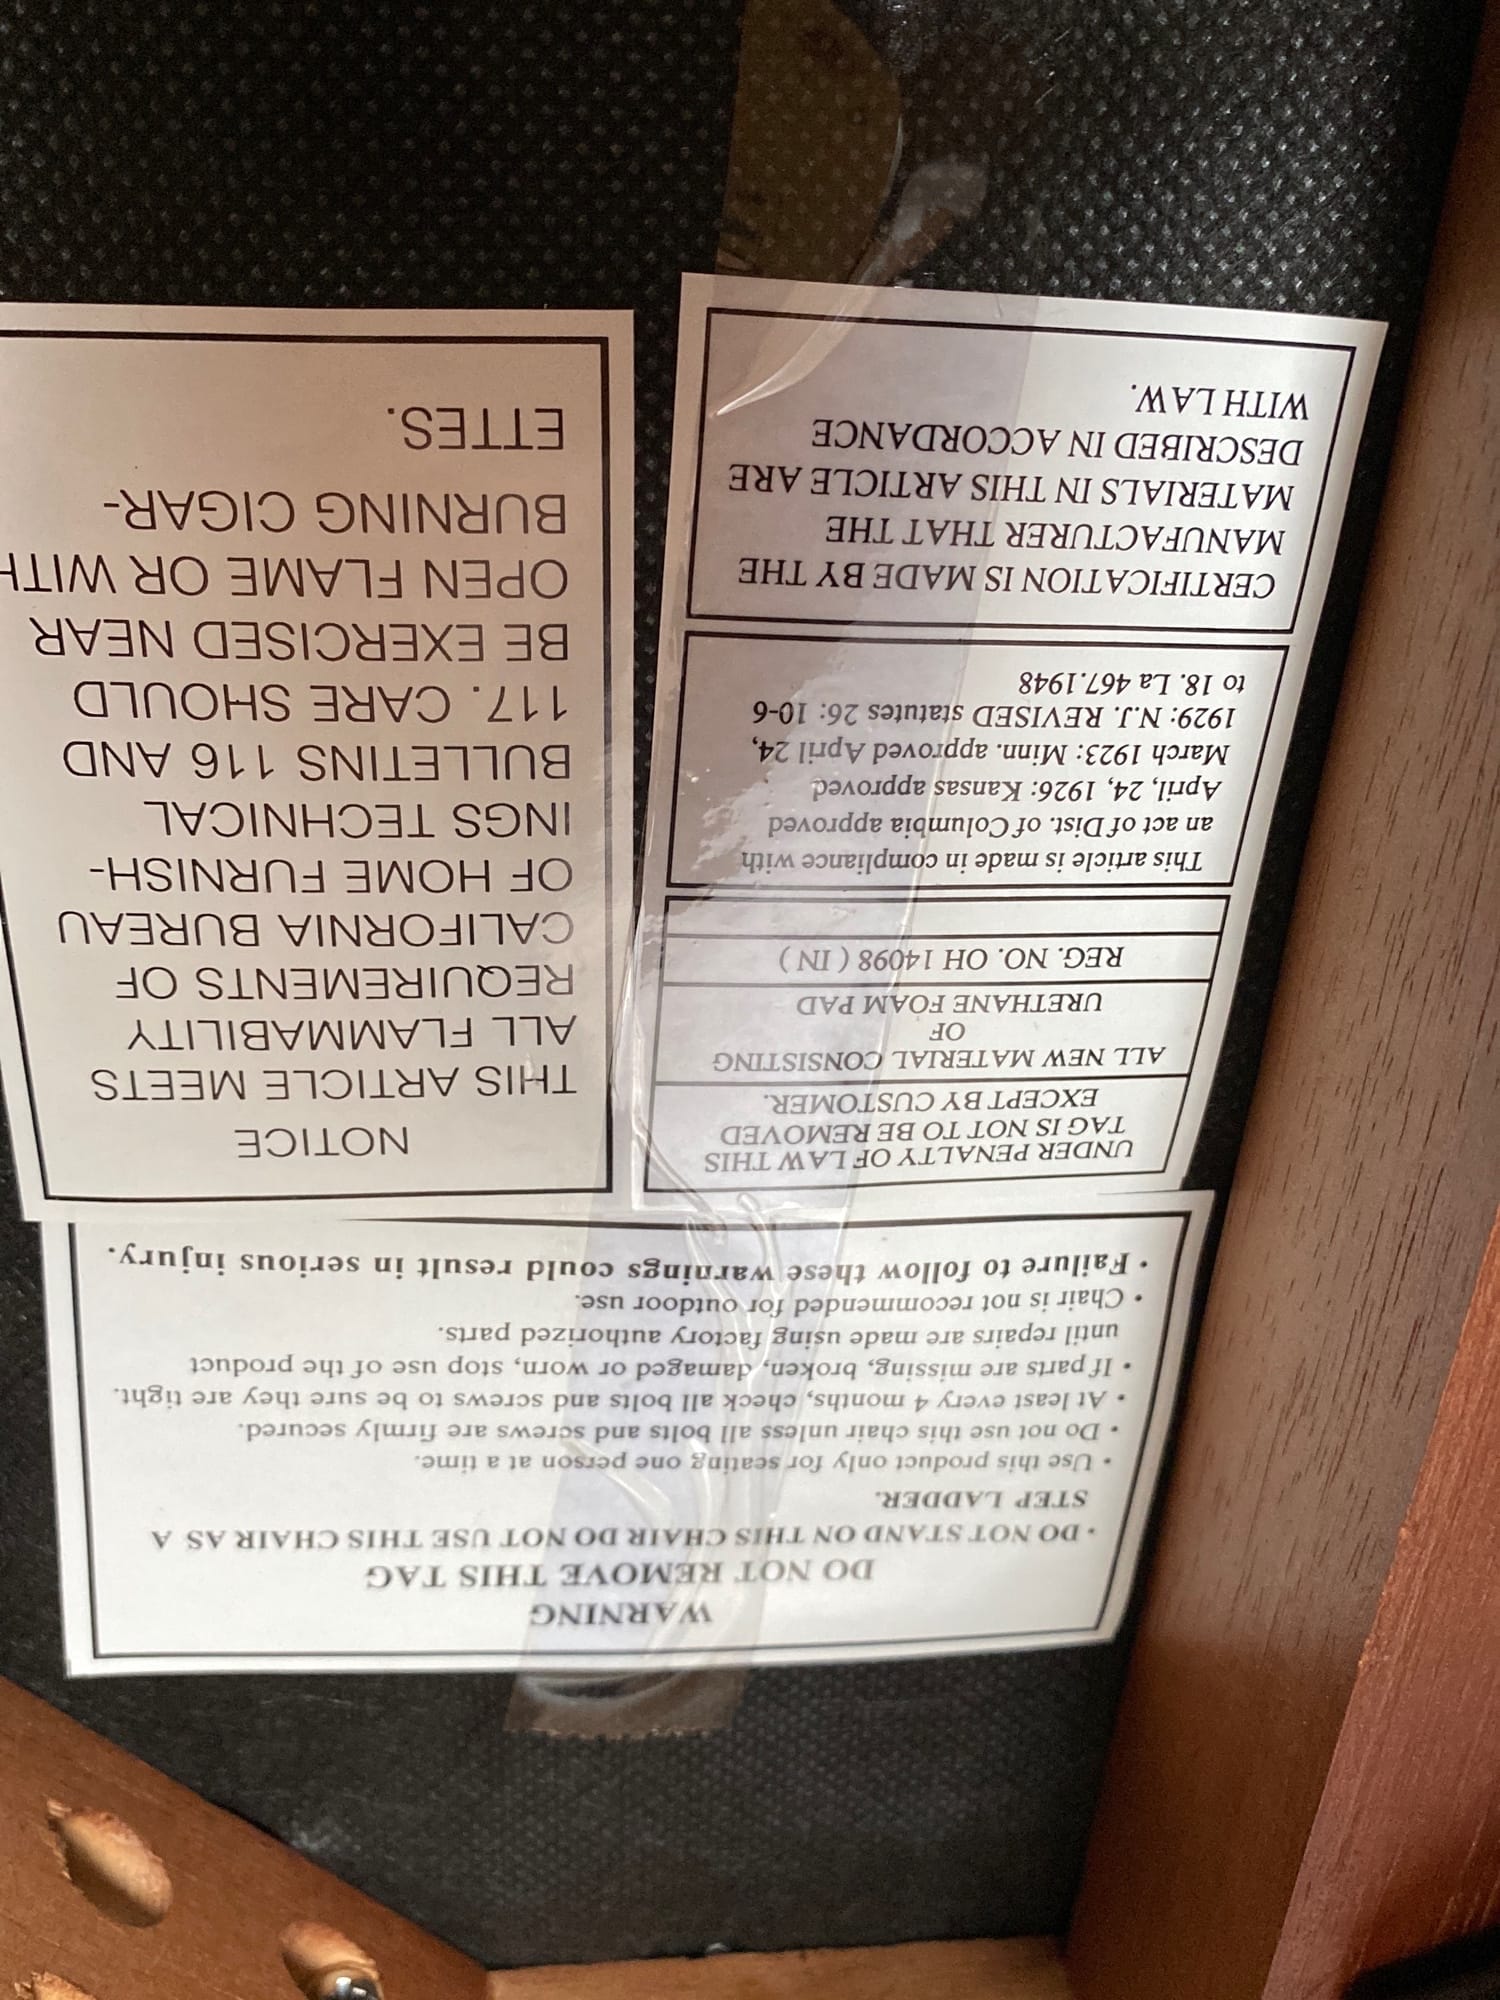 WARNING
DO NOT REMOVE THIS TAG
• DO NOT STAND ON THIS CHAIR DO NOT USE THIS CHAIR AS A
STEP LADDER.
• Use this product only for seating one person at a time.
• Do not use this chair unless all bolts and screws are firmly secured.
• At least every 4 months, check all bolts and screws to be sure they are tight.
• If parts are missing, broken, damaged or worn, stop use of the product
until repairs are made using factory authorized parts.
• Chair is not recommended for outdoor use.
• Failure to follow these warnings could result in serious injury.
UNDER PENALTY OF LAW THIS
TAG IS NOT TO BE REMOVED
EXCEPT BY CUSTOMER.
ALL NEW MATERIAL CONSISTING
OF
URETHANE FOAM PAD
REG. NO. OH 14098 ( IN )
This article is made in compliance with
an act of Dist. of Columbia approved
April, 24, 1926: Kansas approved
March 1923: Minn. approved April 24,
1929: N.J. REVISED statutes 26: 10-6
to 18. La 467.1948
CERTIFICATION IS MADE BY THE
MANUFACTURER THAT THE
MATERIALS IN THIS ARTICLE ARE
DESCRIBED IN ACCORDANCE
WITH LAW.
NOTICE
THIS ARTICLE MEETS
ALL FLAMMABILITY
REQUIREMENTS OF
CALIFORNIA BUREAU
OF HOME FURNISH-
INGS TECHNICAL
BULLETINS 116 AND
117. CARE SHOULD
BE EXERCISED NEAR
OPEN FLAME OR WITH
BURNING CIGAR-
ETTES.